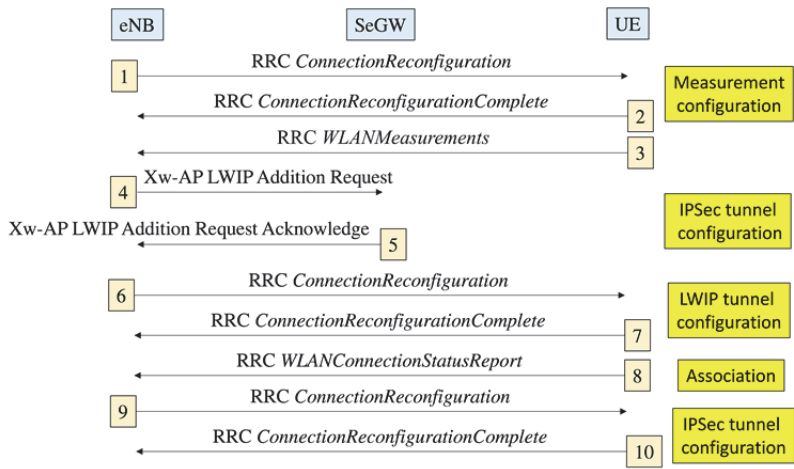 eNB
SeGW
UE
RRC ConnectionReconfiguration
1
Measurement
configuration
RRC ConnectionReconfigurationComplete
2
RRC WLANMeasurements
3
Xw-AP LWIP Addition Request
4
IPSec tunnel
configuration
Xw-AP LWIP Addition Request Acknowledge
5
RRC ConnectionReconfiguration
6
LWIP tunnel
configuration
RRC ConnectionReconfigurationComplete
7
RRC WLANConnectionStatusReport
8
Association
RRC ConnectionReconfiguration
9
IPSec tunnel
configuration
RRC ConnectionReconfigurationComplete
10